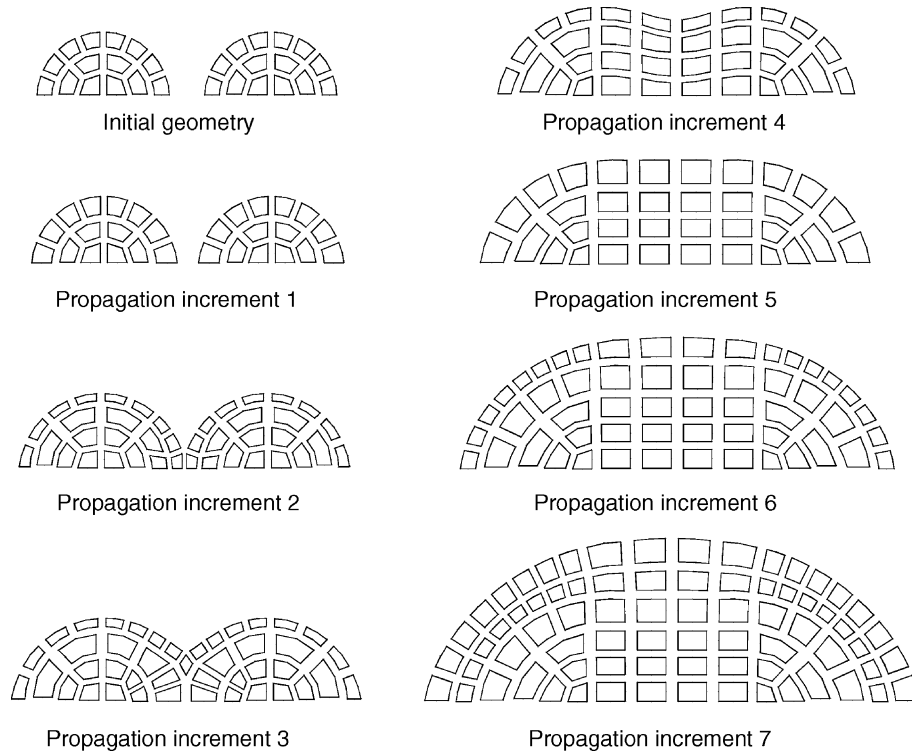 Initial geometry
Propagation increment 1
Propagation increment 2
Propagation increment 3
Propagation increment 4
Propagation increment 5
Propagation increment 6
Propagation increment 7